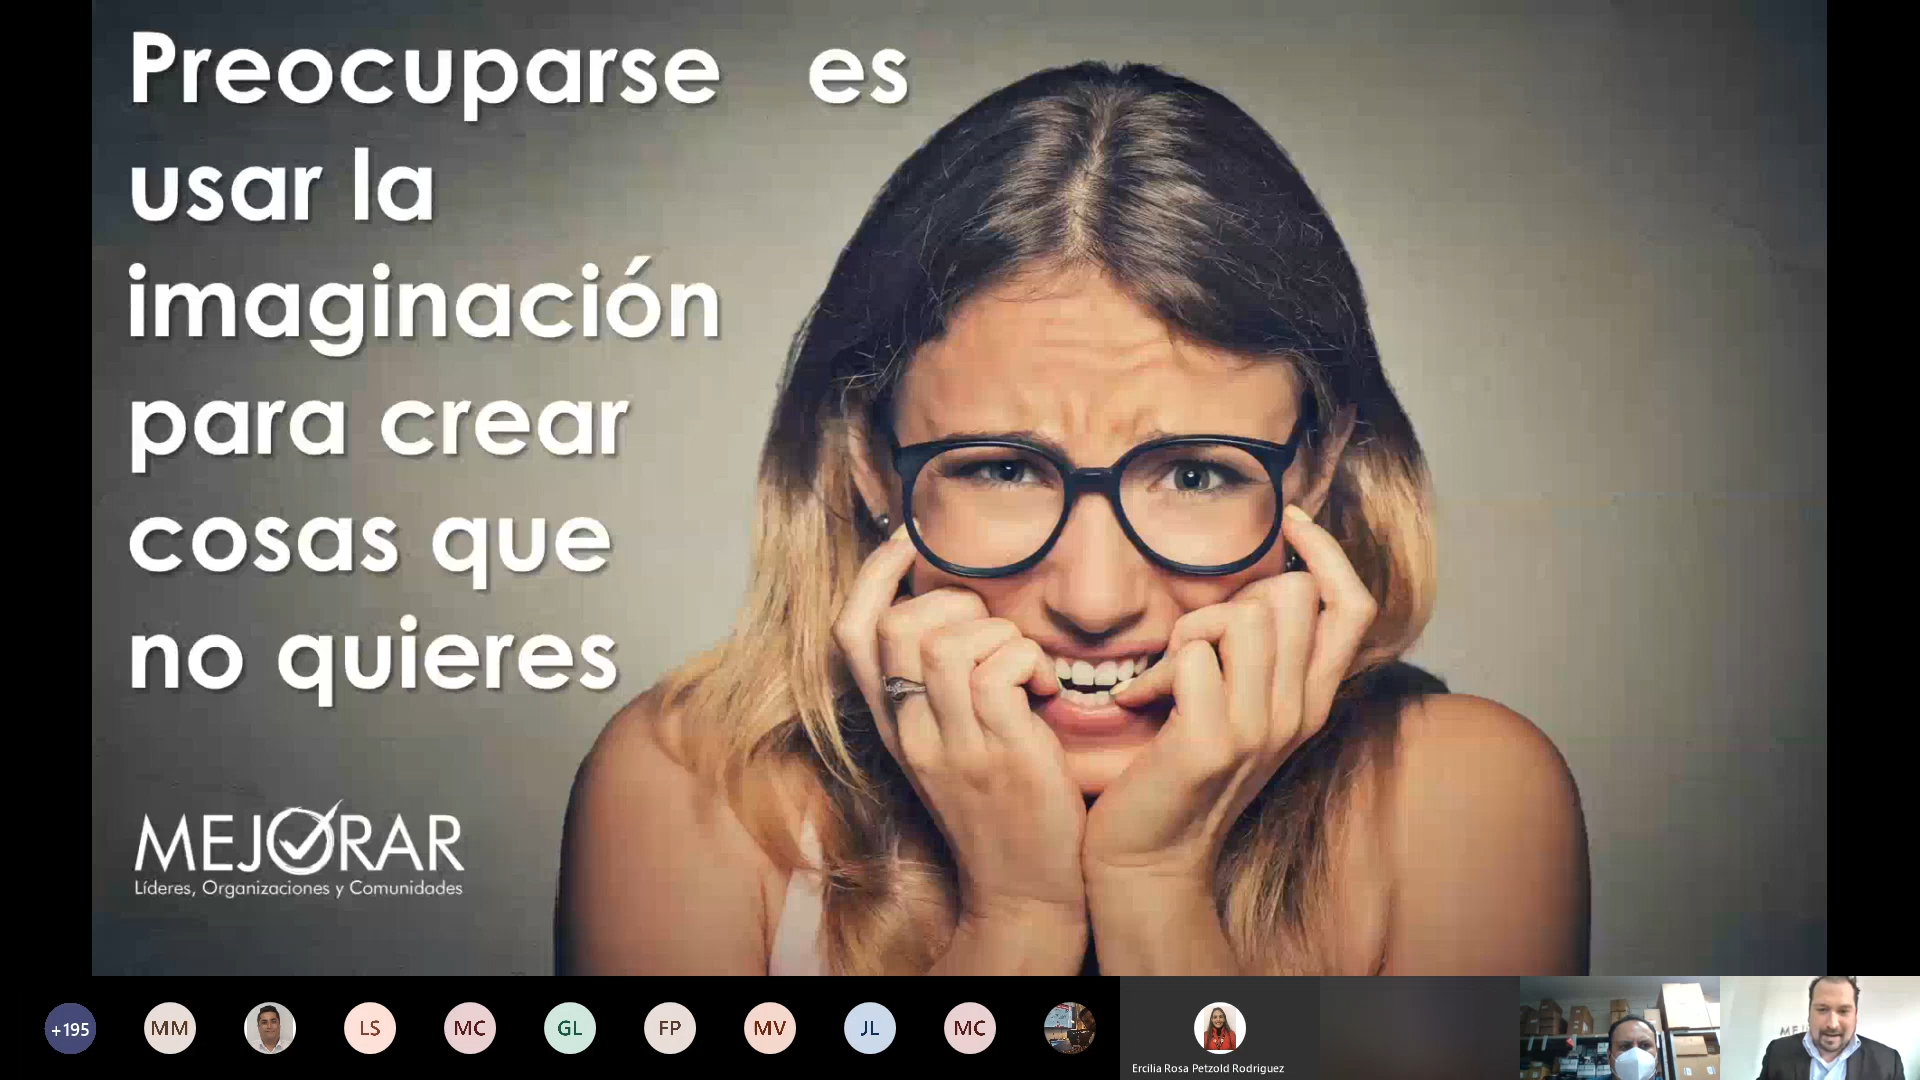 Preocuparse es
usar la
imaginación
para crear
cosas que
no quieres
MEJORAR
Líderes, Organizaciones y Comunidades
+195
MM
LS
MC
GL
FP
MV
JL
MC
Ercilia Rosa Petzold Rodriguez